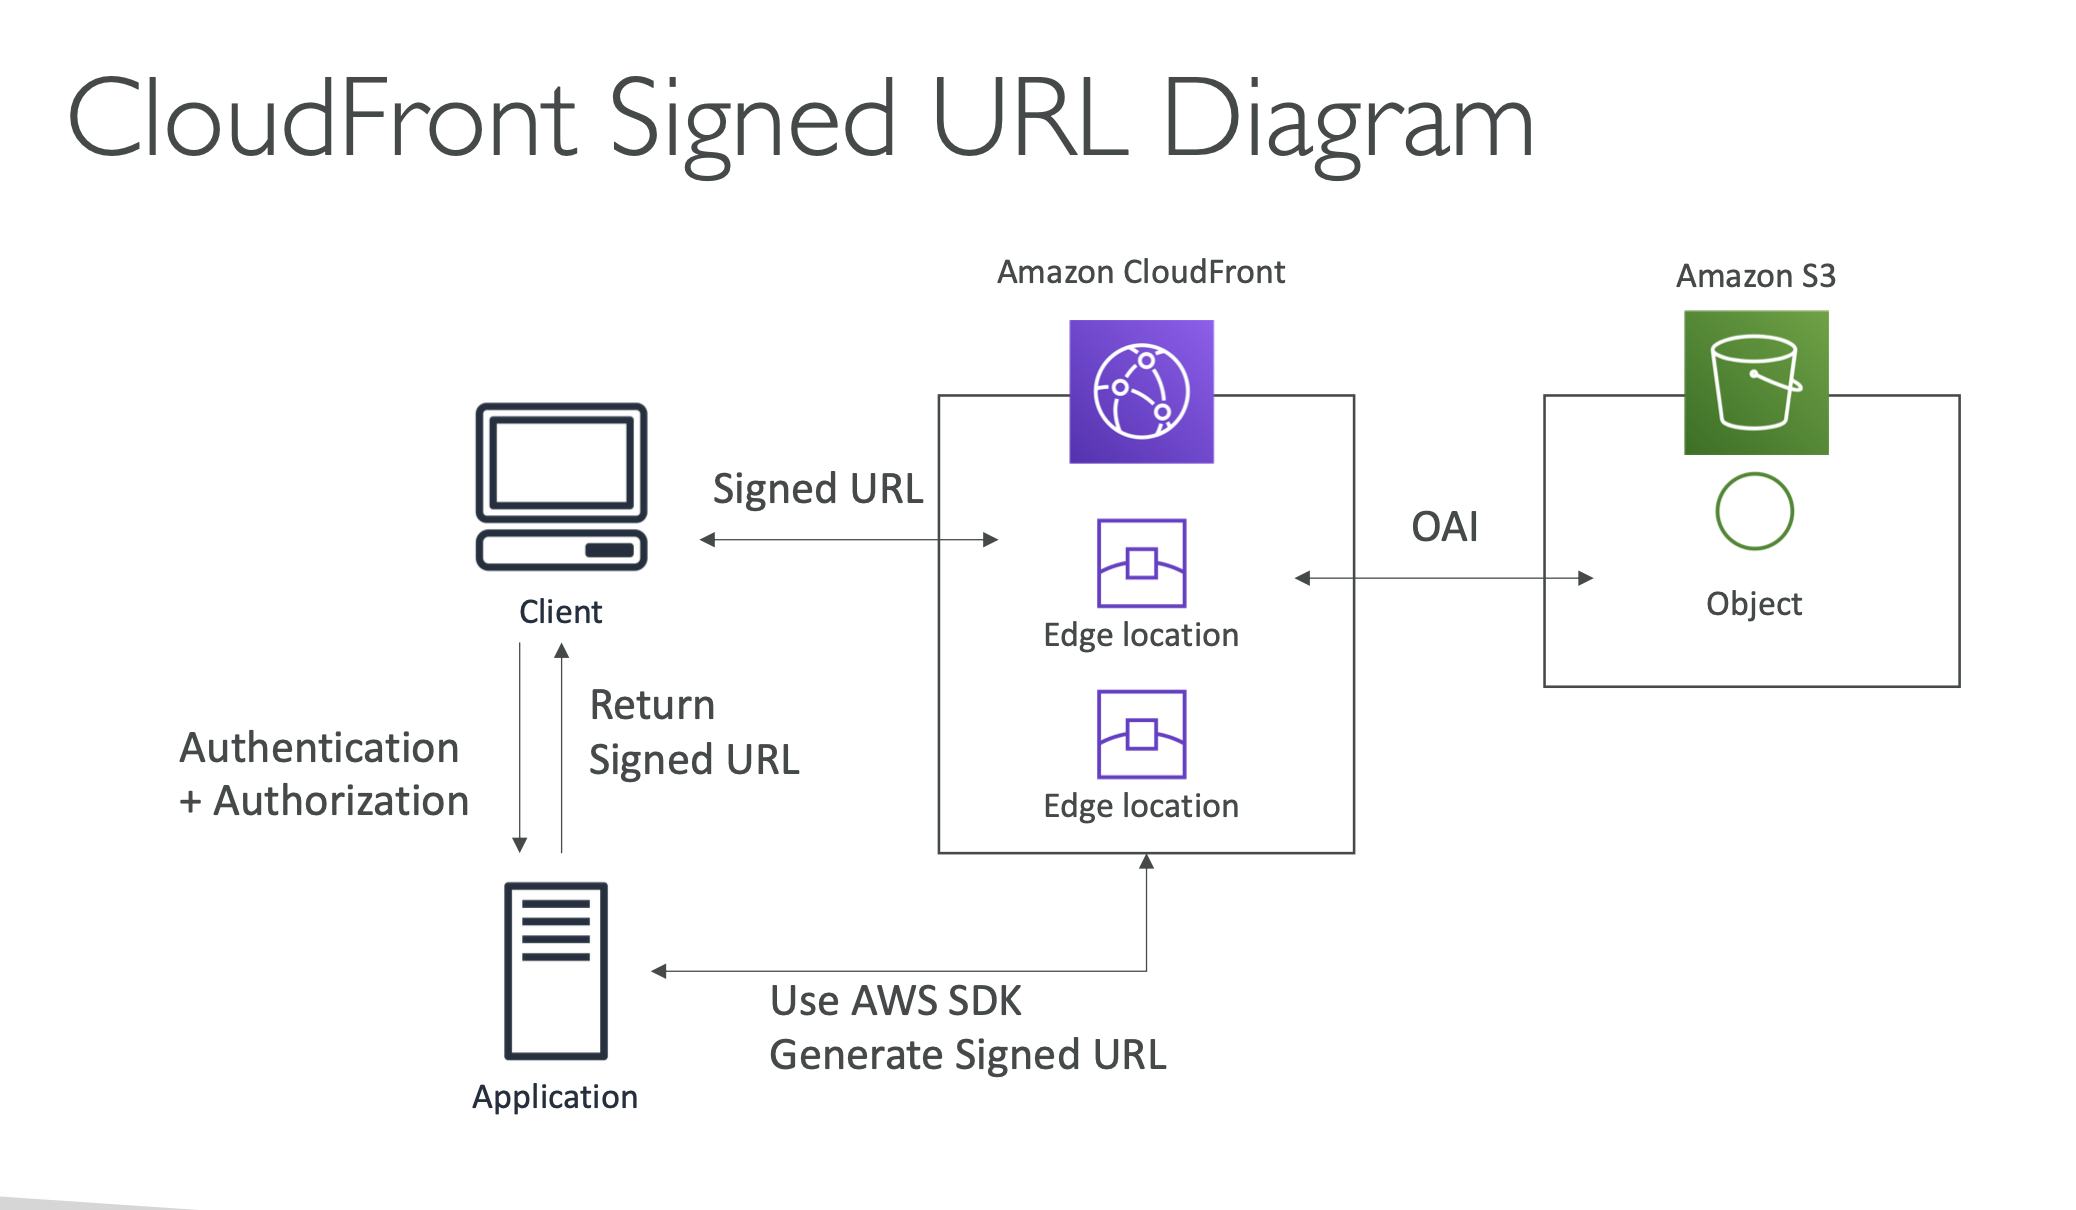 CloudFront Signed URL Diagram
Amazon CloudFront
Amazon S3
Signed URL
OAI
Client
Object
Edge location
Return
Signed URL
Authentication
+ Authorization
Edge location
Use AWS SDK
Generate Signed URL
Application